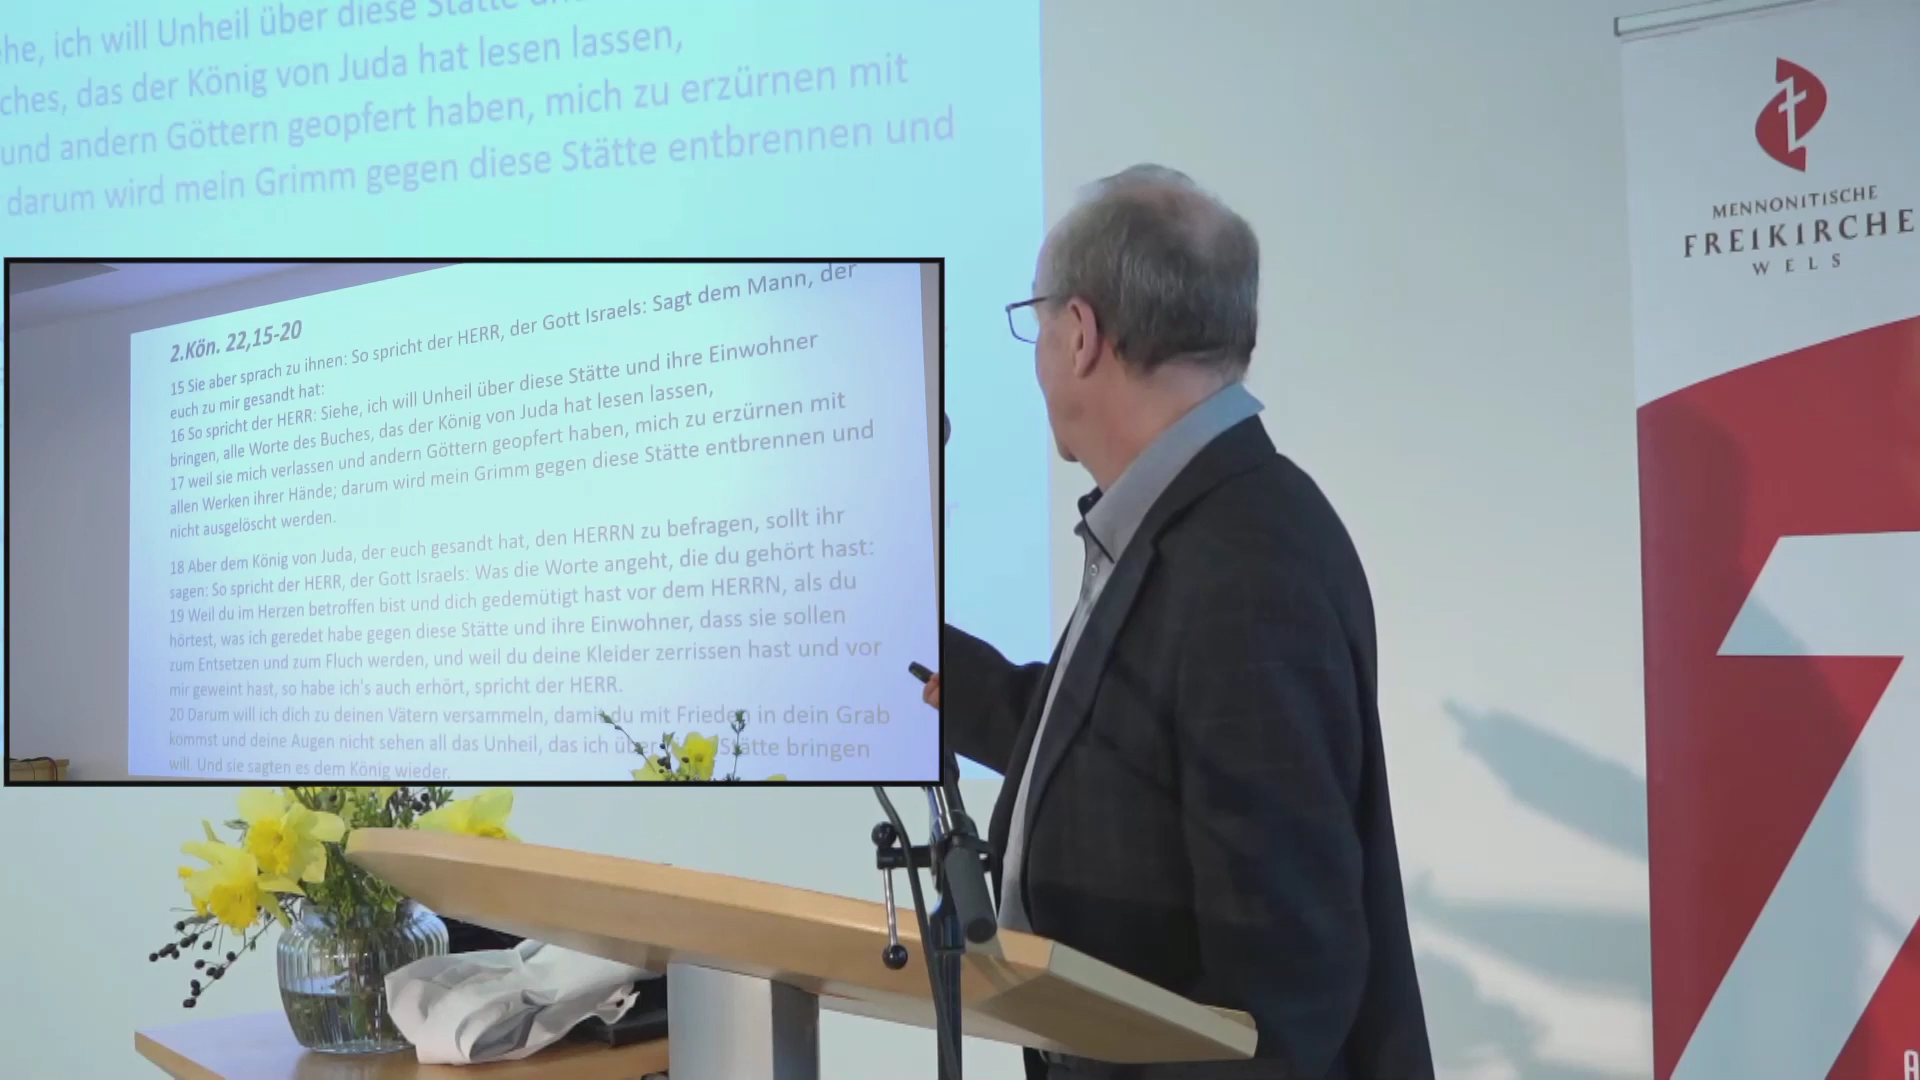 he, ich will Unheil über diese Stätte
ches, das der König von Juda hat lesen lassen,
und andern Göttern geopfert haben, mich zu erzürnen mit
darum wird mein Grimm gegen diese Stätte entbrennen und
2.Kön. 22,15-20
15 Sie aber sprach zu ihnen: So spricht der HERR, der Gott Israels: Sagt dem Mann, der
euch zu mir gesandt hat:
16 So spricht der HERR: Siehe, ich will Unheil über diese Stätte und ihre Einwohner
bringen, alle Worte des Buches, das der König von Juda hat lesen lassen,
17 weil sie mich verlassen und andern Göttern geopfert haben, mich zu erzürnen mit
allen Werken ihrer Hände; darum wird mein Grimm gegen diese Stätte entbrennen und
nicht ausgelöscht werden.
18 Aber dem König von Juda, der euch gesandt hat, den HERRN zu befragen, sollt ihr
sagen: So spricht der HERR, der Gott Israels: Was die Worte angeht, die du gehört hast:
19 Weil du im Herzen betroffen bist und dich gedemütigt hast vor dem HERRN, als du
hörtest, was ich geredet habe gegen diese Stätte und ihre Einwohner, dass sie sollen
zum Entsetzen und zum Fluch werden, und weil du deine Kleider zerrissen hast und vor
mir geweint hast, so habe ich's auch erhört, spricht der HERR.
20 Darum will ich dich zu deinen Vätern versammeln, damit du mit Frieden in dein Grab
kommst und deine Augen nicht sehen all das Unheil, das ich über Stätte bringen
will. Und sie sagten es dem König wieder.
MENNONITISCHE
FREIKIRCHE
WELS